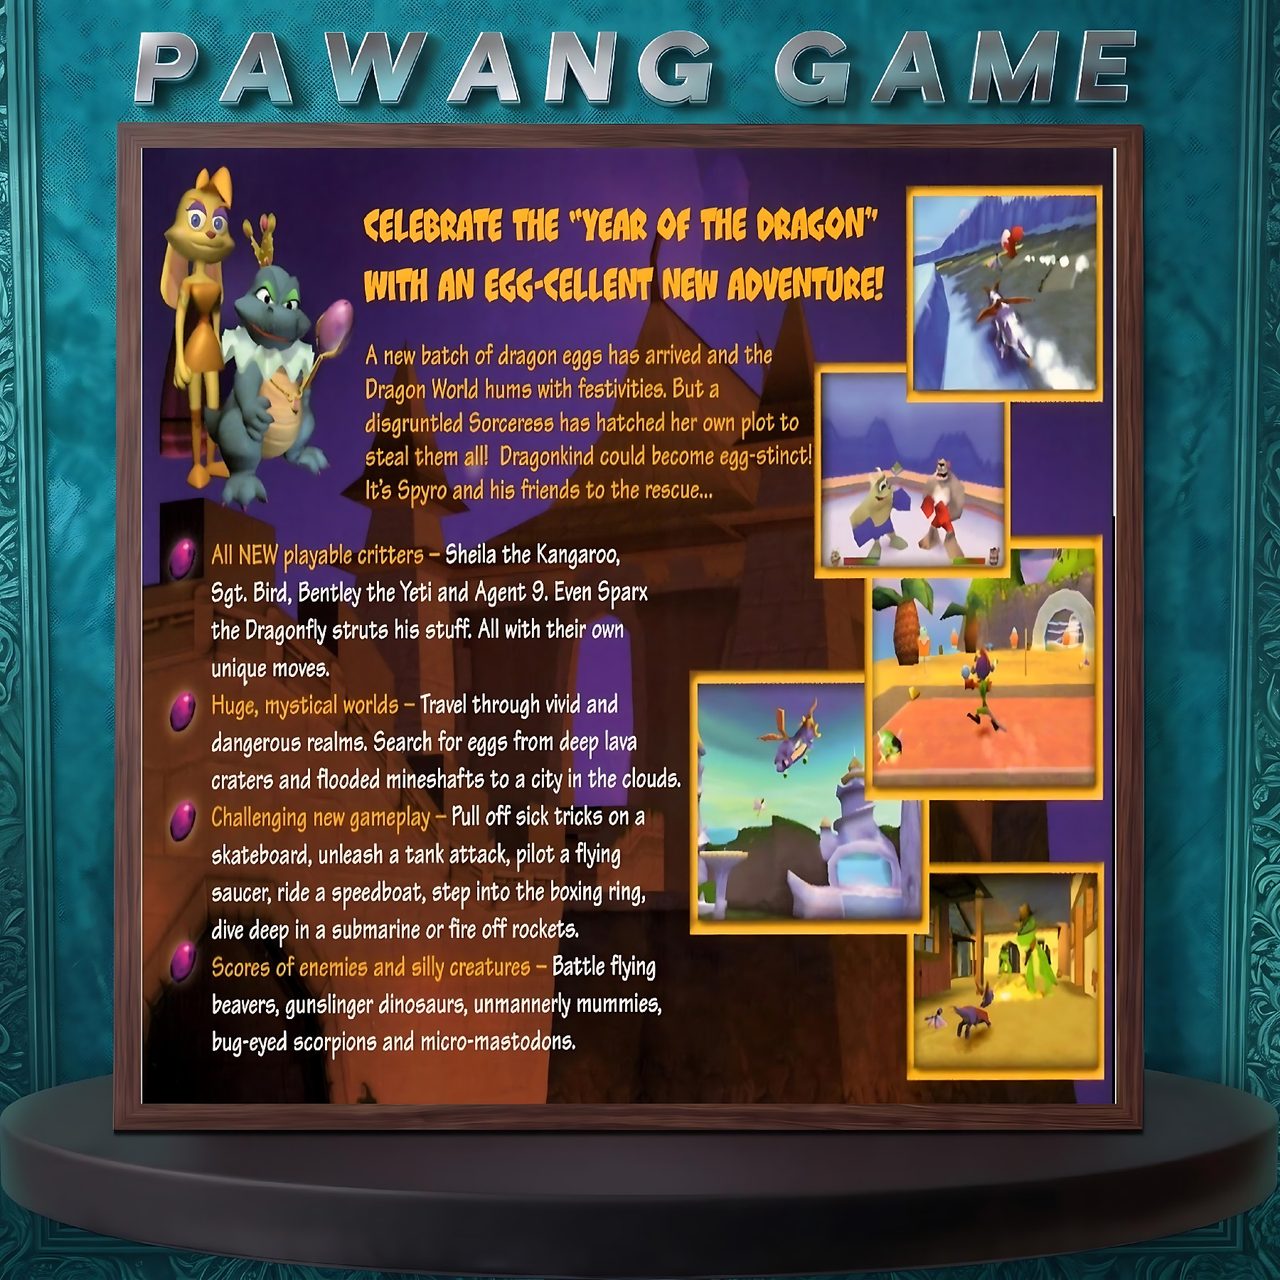 PAWANG GAME
CELEBRATE THE "YEAR OF THE DRAGON"
WITH AN EGG-CELLENT NEW ADVENTURE!
A new batch of dragon eggs has arrived and the
Dragon World hums with festivities. But a
disgruntled Sorceress has hatched her own plot to
steal them all! Dragonkind could become egg-stinct!
It's Spyro and his friends to the rescue...
All NEW playable critters – Sheila the Kangaroo,
Sgt. Bird, Bentley the Yeti and Agent 9. Even Sparx
the Dragonfly struts his stuff. All with their own
unique moves.
Huge, mystical worlds – Travel through vivid and
dangerous realms. Search for eggs from deep lava
craters and flooded mineshafts to a city in the clouds.
Challenging new gameplay – Pull off sick tricks on a
skateboard, unleash a tank attack, pilot a flying
saucer, ride a speedboat, step into the boxing ring,
dive deep in a submarine or fire off rockets.
Scores of enemies and silly creatures – Battle flying
beavers, gunslinger dinosaurs, unmannerly mummies,
bug-eyed scorpions and micro-mastodons.